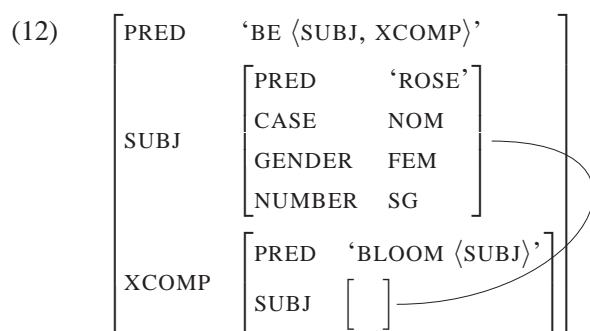 (12)
PRED ‘BE ⟨SUBJ, XCOMP⟩’
PRED ‘ROSE’
CASE NOM
SUBJ
GENDER FEM
NUMBER SG
PRED ‘BLOOM ⟨SUBJ⟩’
XCOMP
SUBJ [ ]